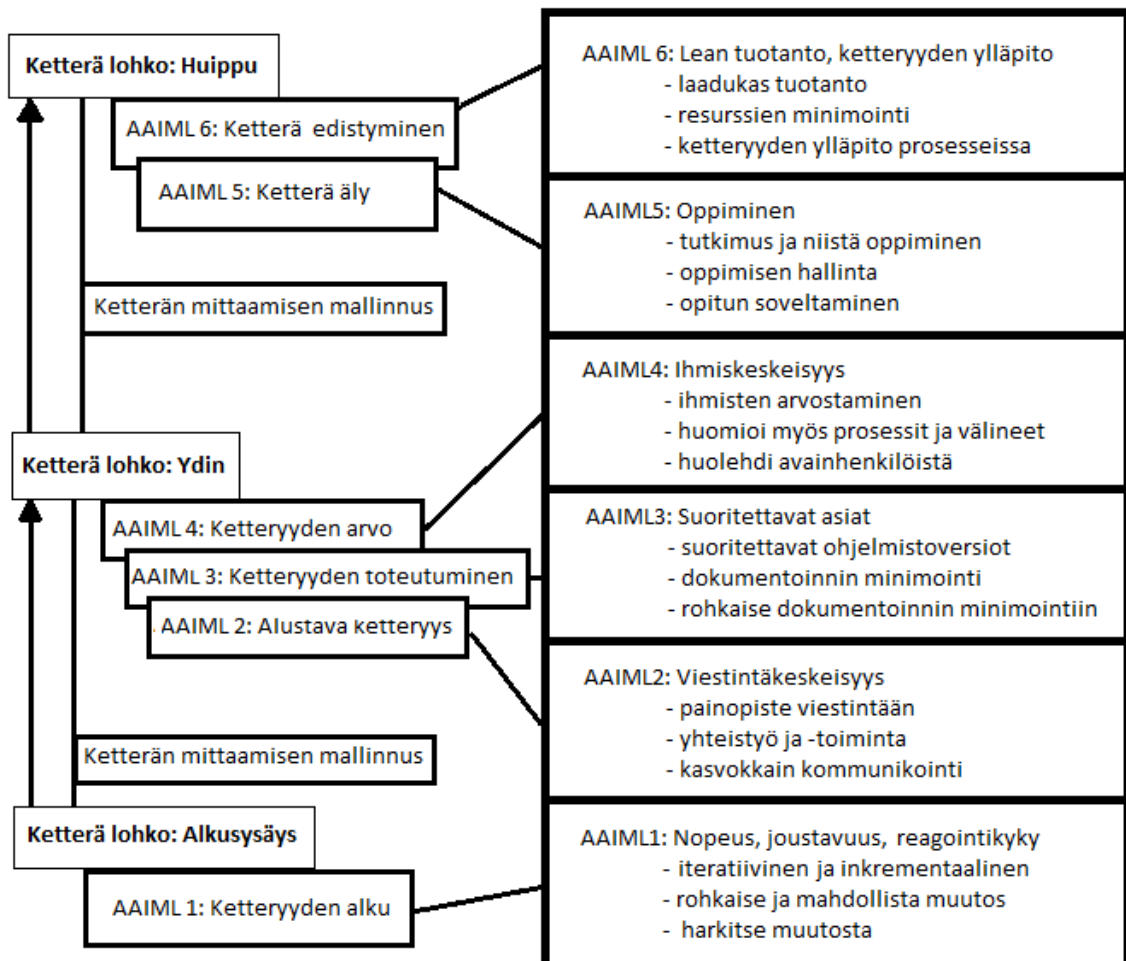 Ketterä lohko: Huippu
AAIML 6: Ketterä edistyminen
AAIML 5: Ketterä äly
Ketterän mittaamisen mallinnus
Ketterä lohko: Ydin
AAIML 4: Ketteryyden arvo
AAIML 3: Ketteryyden toteutuminen
AAIML 2: Alustava ketteryys
Ketterän mittaamisen mallinnus
Ketterä lohko: Alkusysäys
AAIML 1: Ketteryyden alku
AAIML 6: Lean tuotanto, ketteryyden ylläpito
- laadukas tuotanto
- resurssien minimointi
- ketteryyden ylläpito prosesseissa
AAIML5: Oppiminen
- tutkimus ja niistä oppiminen
- oppimisen hallinta
- opitun soveltaminen
AAIML4: Ihmiskeskeisyys
- ihmisten arvostaminen
- huomioi myös prosessit ja välineet
- huolehdi avainhenkilöistä
AAIML3: Suoritettavat asiat
- suoritettavat ohjelmistoversiot
- dokumentoinnin minimointi
- rohkaise dokumentoinnin minimointiin
AAIML2: Viestintäkeskeisyys
- painopiste viestintään
- yhteistyö ja -toiminta
- kasvokkain kommunikointi
AAIML1: Nopeus, joustavuus, reagointikyky
- iteratiivinen ja inkrementaalinen
- rohkaise ja mahdollista muutos
- harkitse muutosta